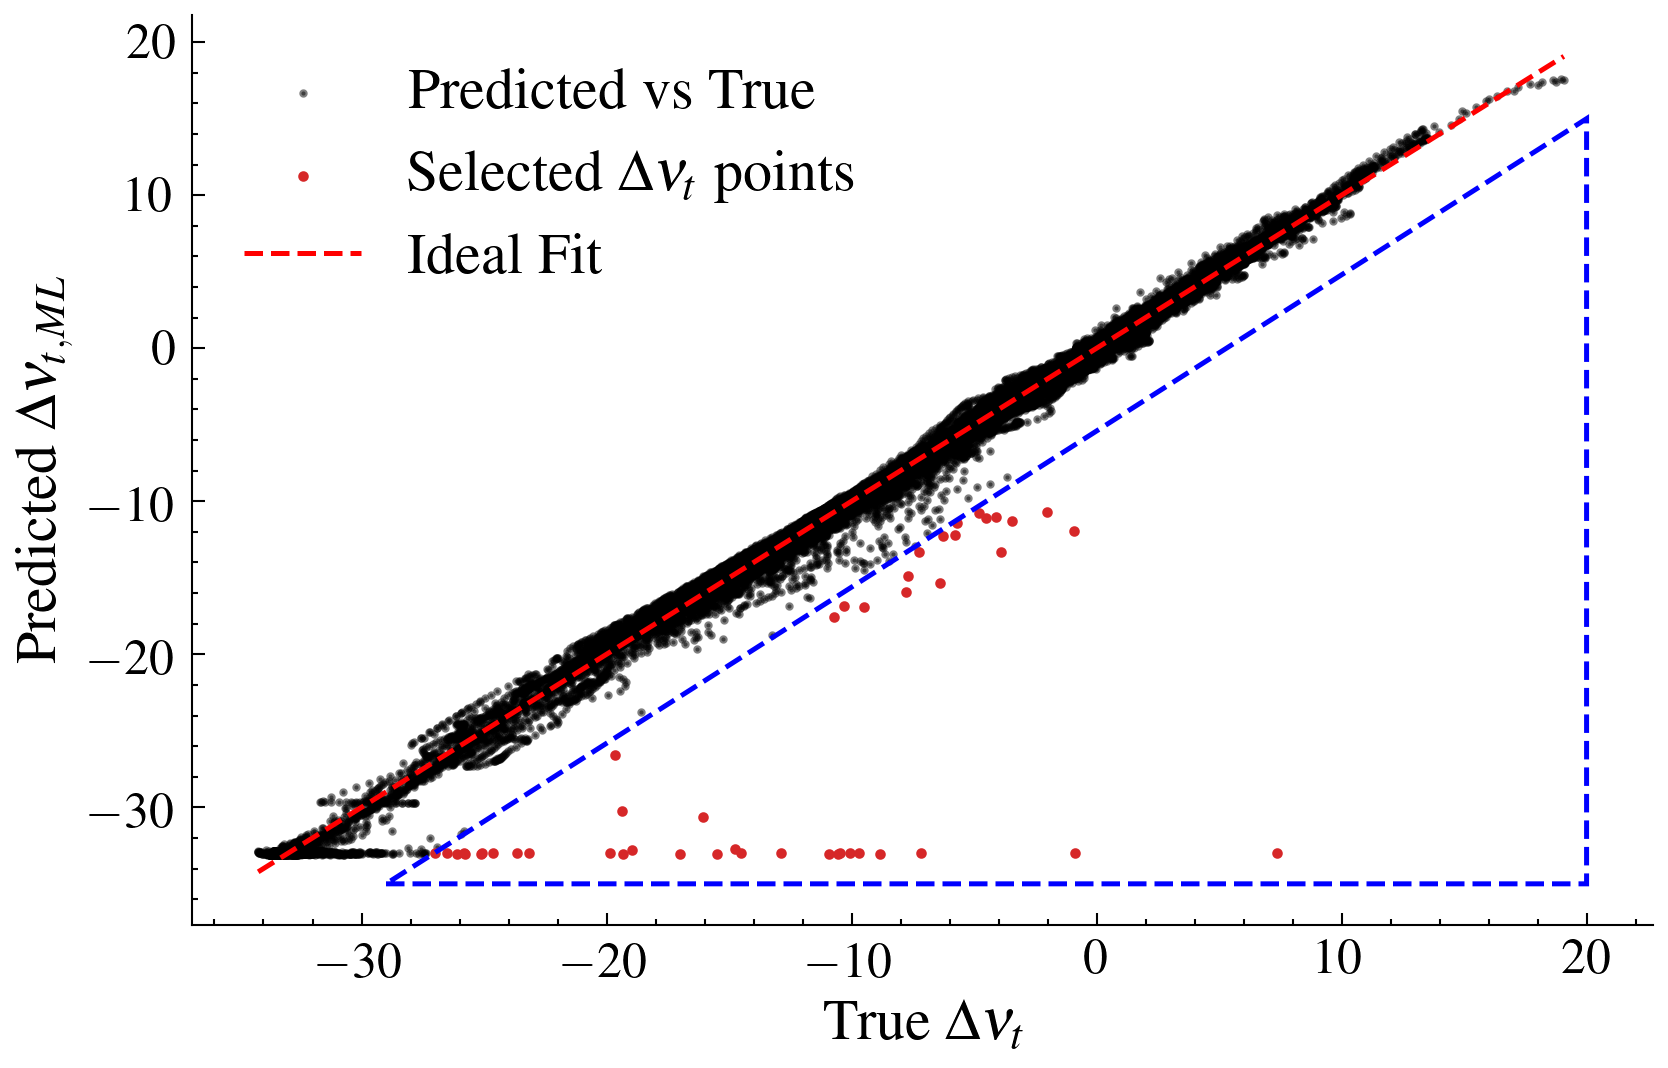 20
10
0
−10
−20
−30
Predicted Δν_{t,ML}
Predicted vs True
Selected Δν_t points
Ideal Fit
−30 −20 −10 0 10 20
True Δν_t